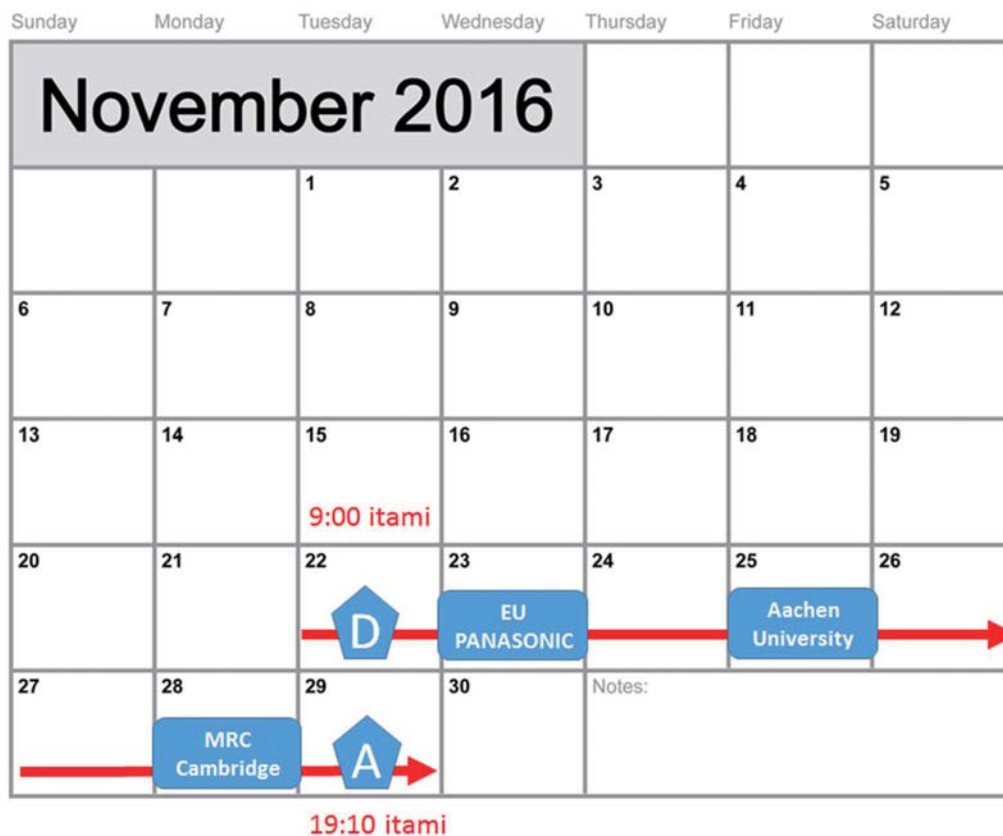 Sunday Monday Tuesday Wednesday Thursday Friday Saturday
November 2016
1 2 3 4 5
6 7 8 9 10 11 12
13 14 15 16 17 18 19
9:00 itami
20 21 22 23 24 25 26
D
EU
PANASONIC
Aachen
University
27 28 29 30 Notes:
MRC
Cambridge
A
19:10 itami